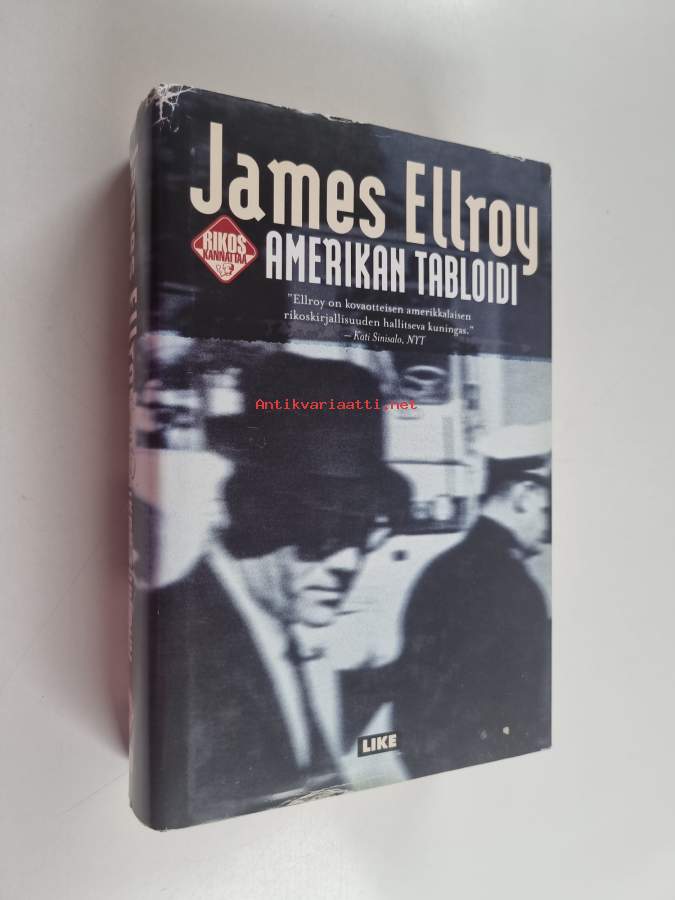 James Ellroy
RIKOS
KANNATTAA
AMERIKAN TABLOIDI
"Ellroy on kovaotteisen amerikkalaisen
rikoskirjallisuuden hallitseva kuningas."
– Kati Sinisalo, NYT
Antikvariaatti.net
LIKE